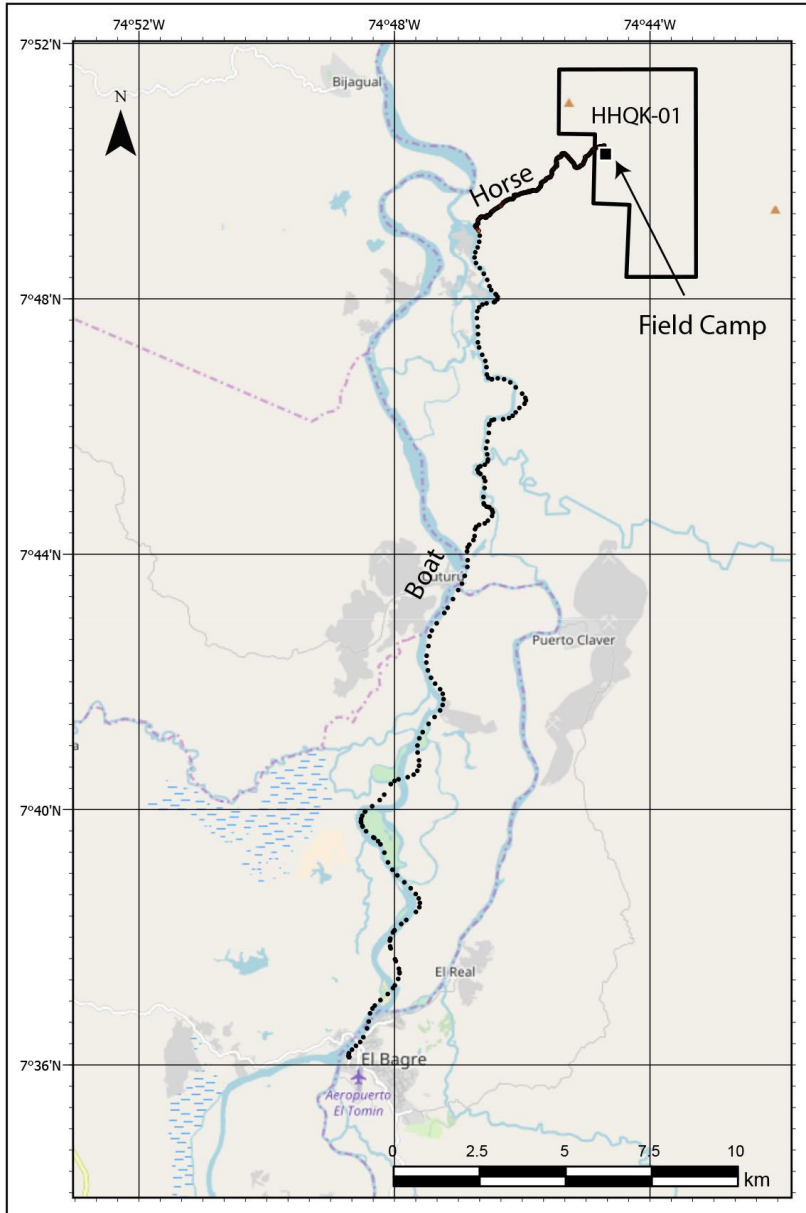 74°52'W
74°48'W
74°44'W
7°52'N
Bijagual
N
HHQK-01
Horse
7°48'N
Field Camp
7°44'N
Boat
Puerto Claver
7°40'N
El Real
El Bagre
7°36'N
Aeropuerto
El Tomin
0
2.5
5
7.5
10
km